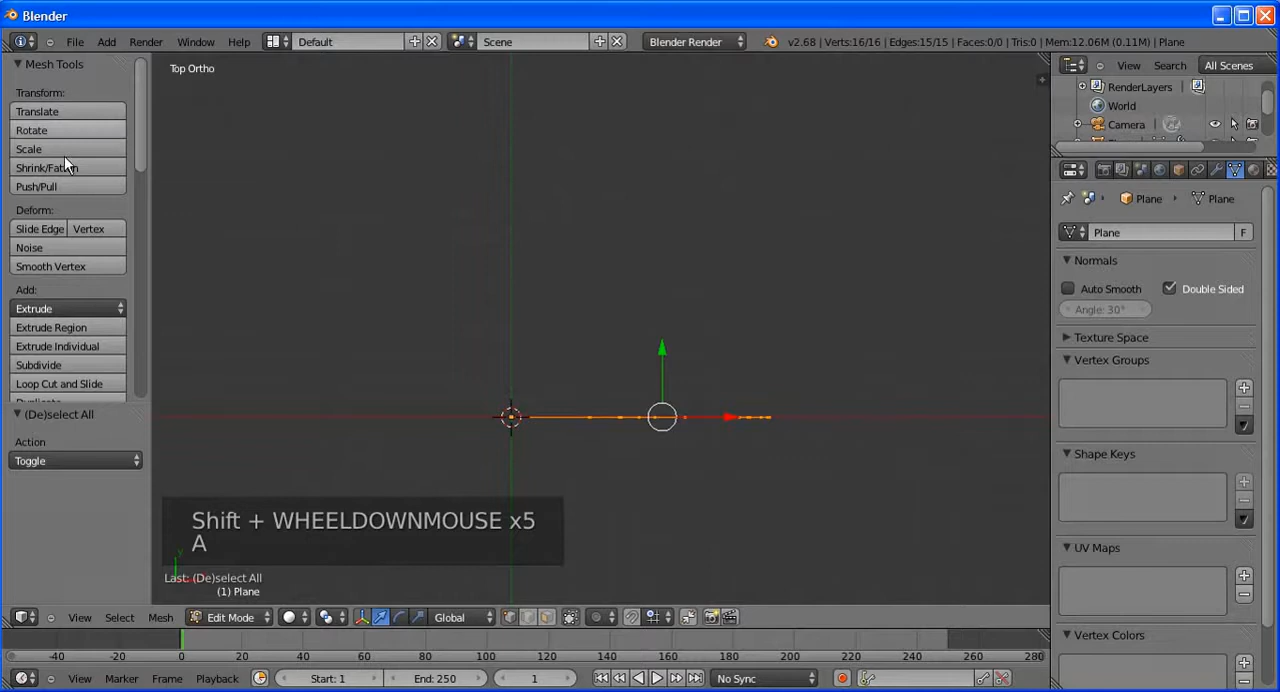 Blender
File Add Render Window Help Default Scene Blender Render v2.68 | Verts:16/16 | Edges:15/15 | Faces:0/0 | Tris:0 | Mem:12.06M (0.11M) | Plane
Mesh Tools
Transform:
Translate
Rotate
Scale
Shrink/Fatten
Push/Pull
Deform:
Slide Edge Vertex
Noise
Smooth Vertex
Add:
Extrude
Extrude Region
Extrude Individual
Subdivide
Loop Cut and Slide
(De)select All
Action
Toggle
Top Ortho
Shift + WHEELDOWNMOUSE x5
A
y
Last: (De)select All
(1) Plane
View Select Mesh Edit Mode Global
-40 -20 0 20 40 60 80 100 120 140 160 180 200 220 240 260 280
View Marker Frame Playback Start: 1 End: 250 1 No Sync
View Search All Scenes
RenderLayers
World
Camera
Plane Plane
Plane F
Normals
Auto Smooth Double Sided
Angle: 30°
Texture Space
Vertex Groups
Shape Keys
UV Maps
Vertex Colors